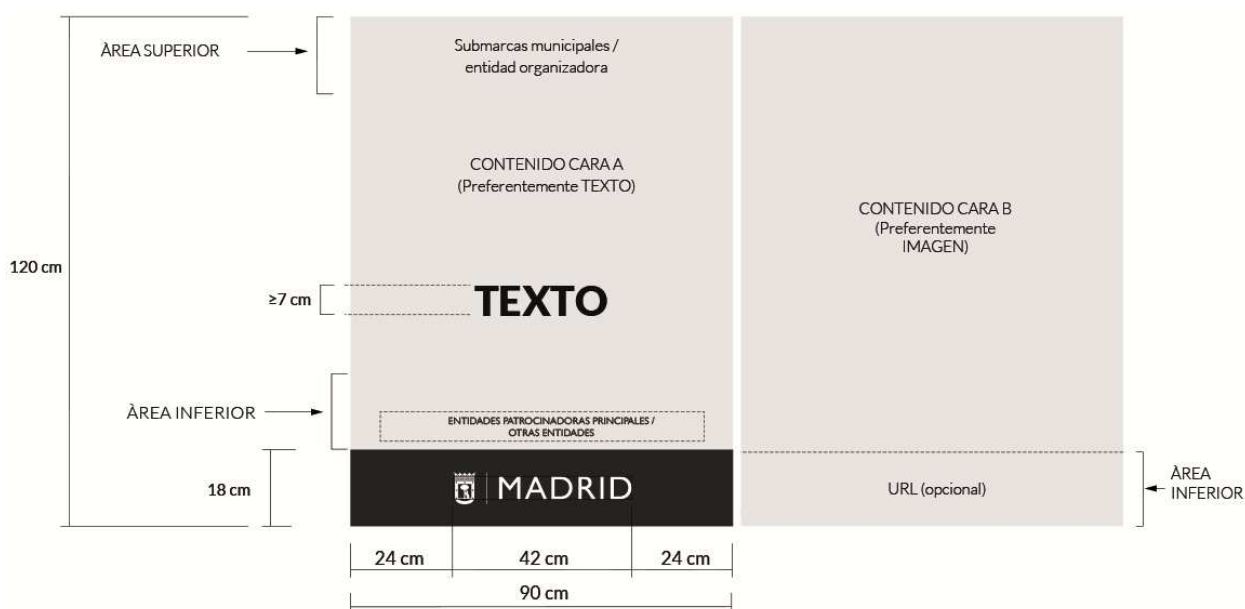 ÀREA SUPERIOR
Submarcas municipales /
entidad organizadora
CONTENIDO CARA A
(Preferentemente TEXTO)
CONTENIDO CARA B
(Preferentemente
IMAGEN)
120 cm
≥7 cm
TEXTO
ÀREA INFERIOR
ENTIDADES PATROCINADORAS PRINCIPALES /
OTRAS ENTIDADES
18 cm
MADRID
URL (opcional)
ÀREA
INFERIOR
24 cm
42 cm
24 cm
90 cm